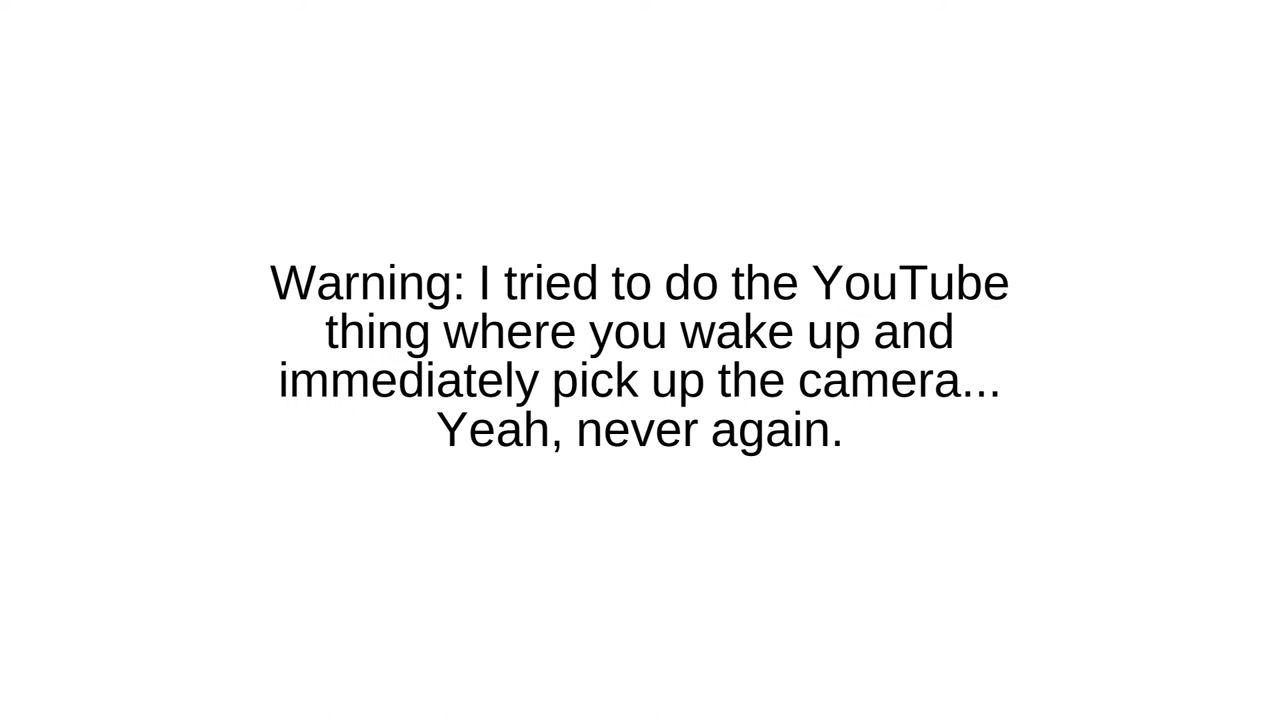 Warning: I tried to do the YouTube
thing where you wake up and
immediately pick up the camera...
Yeah, never again.